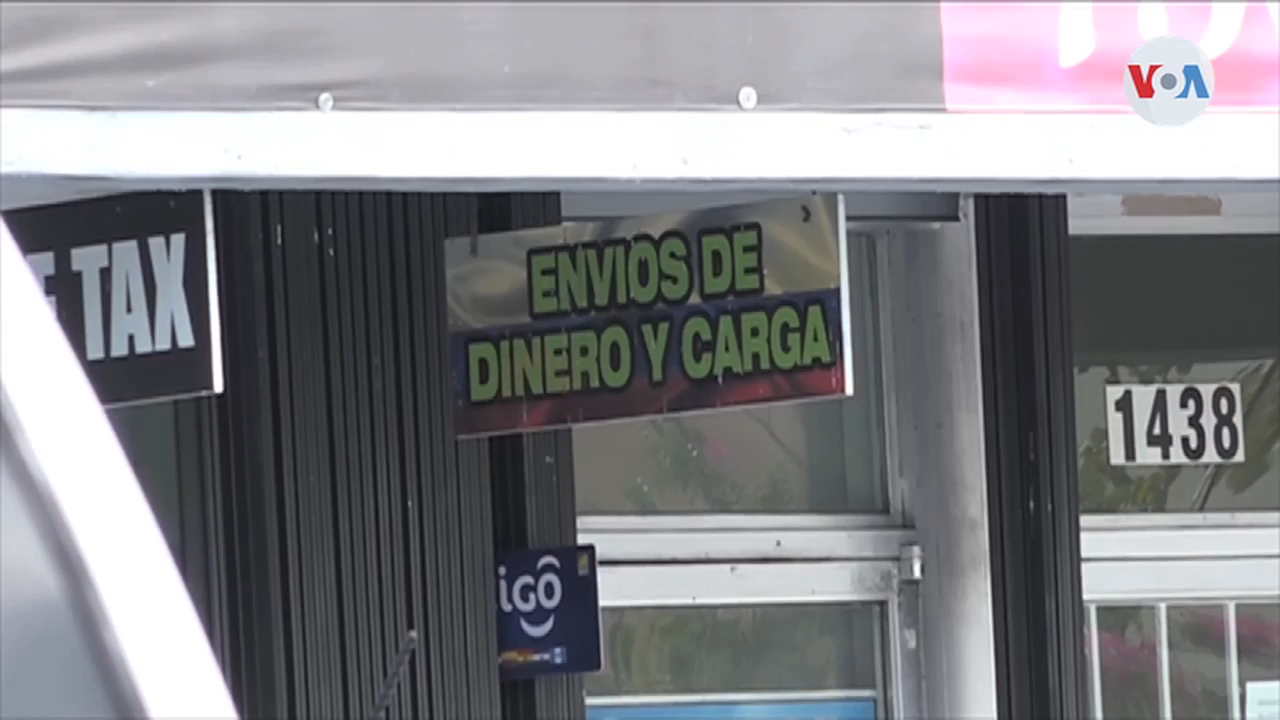 VOA
TAX
ENVIOS DE
DINERO Y CARGA
1438
iGO